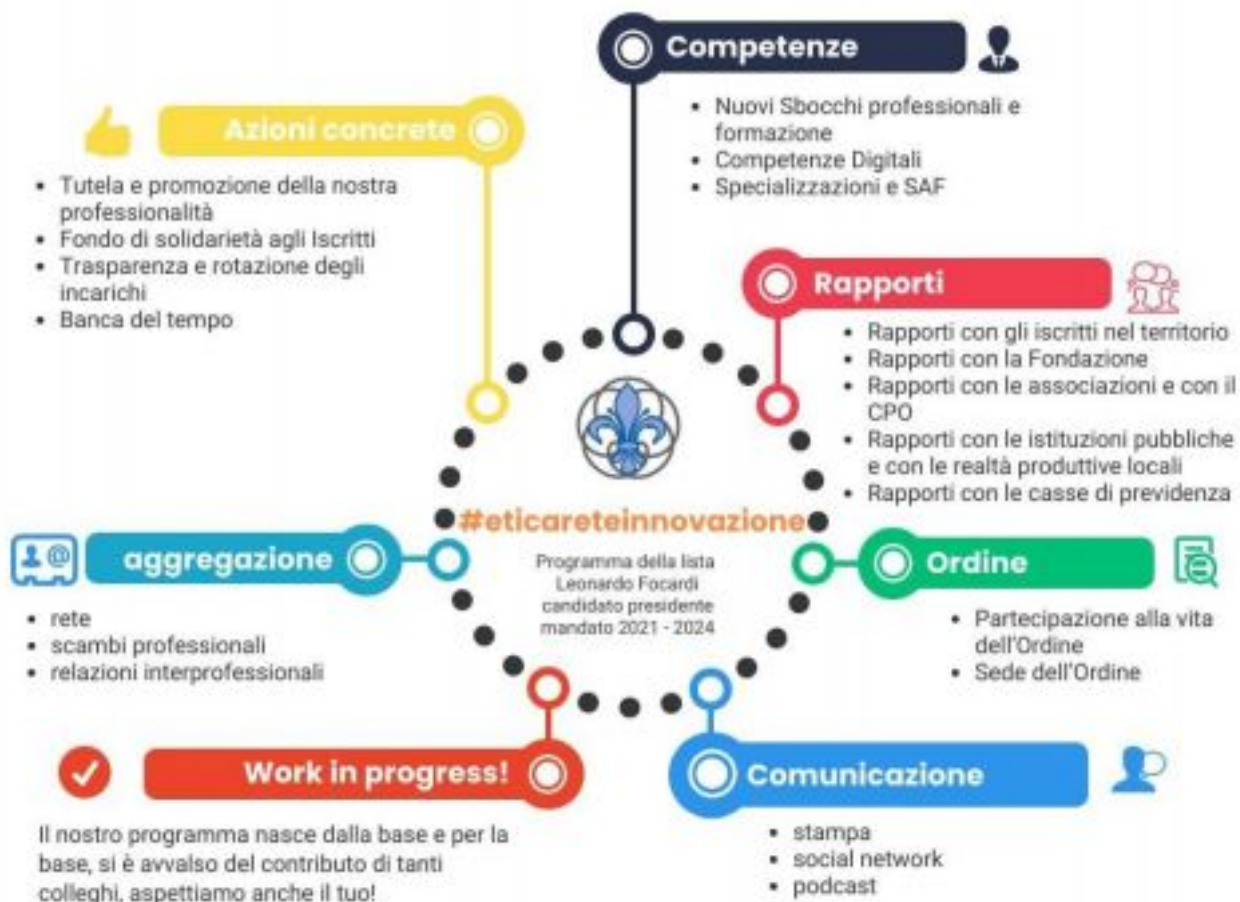 Competenze
• Nuovi Sbocchi professionali e
formazione
• Competenze Digitali
• Specializzazioni e SAF
Azioni concrete
• Tutela e promozione della nostra
professionalità
• Fondo di solidarietà agli Iscritti
• Trasparenza e rotazione degli
incarichi
• Banca del tempo
Rapporti
• Rapporti con gli iscritti nel territorio
• Rapporti con la Fondazione
• Rapporti con le associazioni e con il
CPO
• Rapporti con le istituzioni pubbliche
e con le realtà produttive locali
• Rapporti con le casse di previdenza
#eticareteinnovazione
Programma della lista
Leonardo Focardi
candidato presidente
mandato 2021 - 2024
aggregazione
• rete
• scambi professionali
• relazioni interprofessionali
Ordine
• Partecipazione alla vita
dell'Ordine
• Sede dell'Ordine
Work in progress!
Il nostro programma nasce dalla base e per la
base, si è avvalso del contributo di tanti
colleghi, aspettiamo anche il tuo!
Comunicazione
• stampa
• social network
• podcast